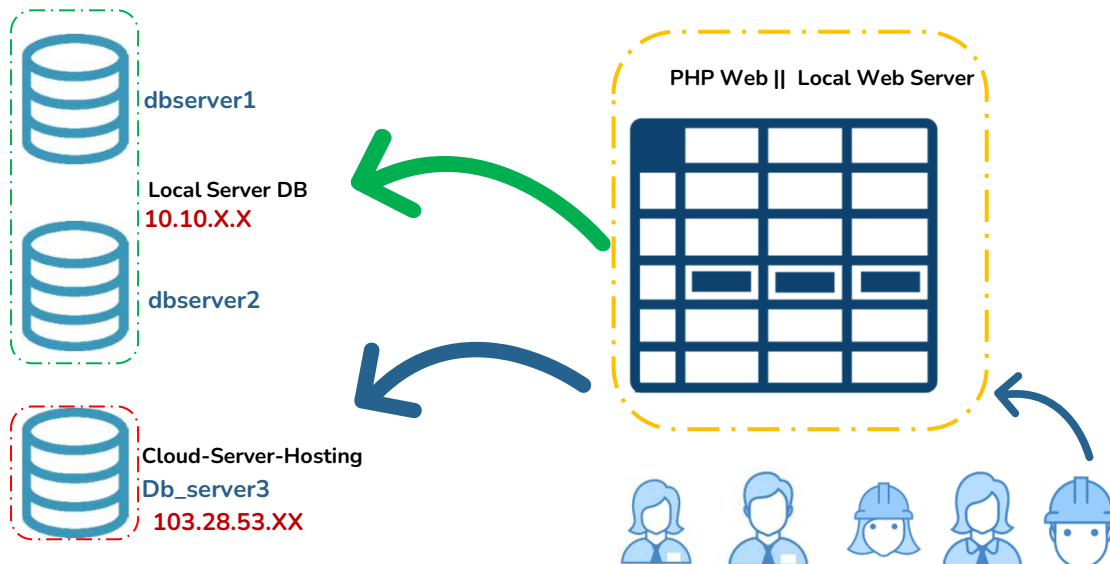 dbserver1
Local Server DB
10.10.X.X
dbserver2
Cloud-Server-Hosting
Db_server3
103.28.53.XX
PHP Web || Local Web Server